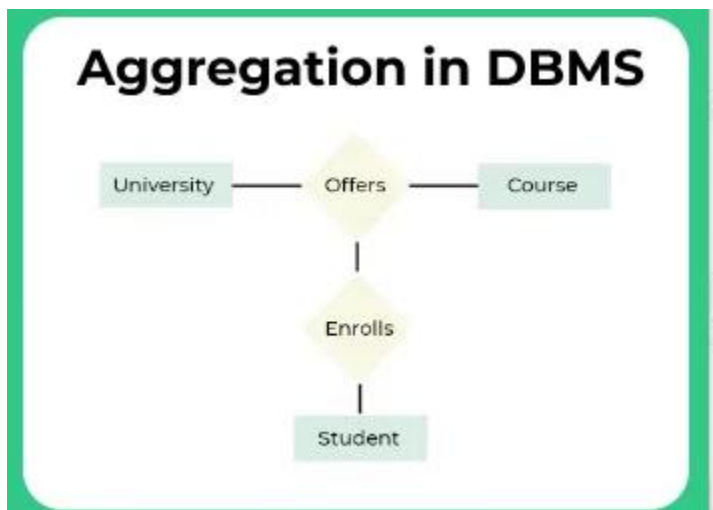 Aggregation in DBMS
University
Offers
Course
Enrolls
Student